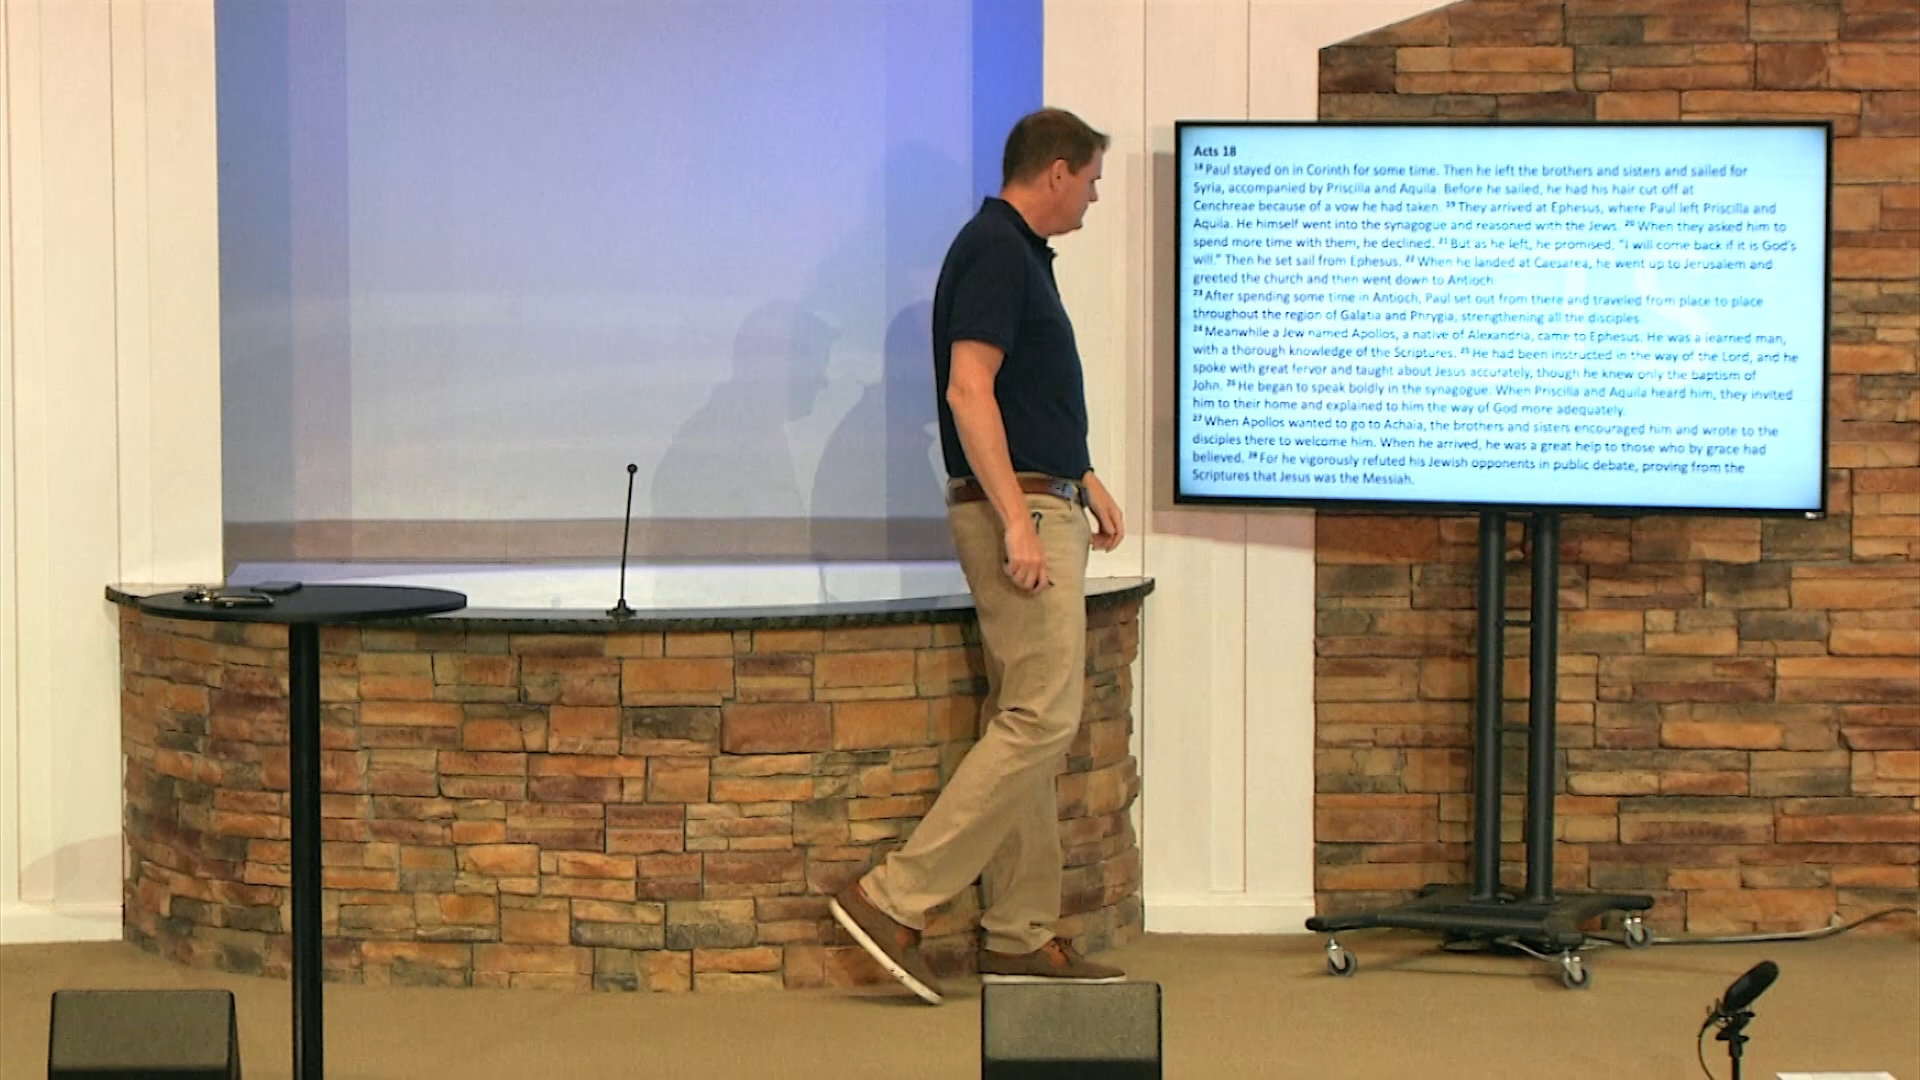 Acts 18
18 Paul stayed on in Corinth for some time. Then he left the brothers and sisters and sailed for
Syria, accompanied by Priscilla and Aquila. Before he sailed, he had his hair cut off at
Cenchreae because of a vow he had taken. 19 They arrived at Ephesus, where Paul left Priscilla and
Aquila. He himself went into the synagogue and reasoned with the Jews. 20 When they asked him to
spend more time with them, he declined. 21 But as he left, he promised, "I will come back if it is God's
will." Then he set sail from Ephesus. 22 When he landed at Caesarea, he went up to Jerusalem and
greeted the church and then went down to Antioch.
23 After spending some time in Antioch, Paul set out from there and traveled from place to place
throughout the region of Galatia and Phrygia, strengthening all the disciples.
24 Meanwhile a Jew named Apollos, a native of Alexandria, came to Ephesus. He was a learned man,
with a thorough knowledge of the Scriptures. 25 He had been instructed in the way of the Lord, and he
spoke with great fervor and taught about Jesus accurately, though he knew only the baptism of
John. 26 He began to speak boldly in the synagogue. When Priscilla and Aquila heard him, they invited
him to their home and explained to him the way of God more adequately.
27 When Apollos wanted to go to Achaia, the brothers and sisters encouraged him and wrote to the
disciples there to welcome him. When he arrived, he was a great help to those who by grace had
believed. 28 For he vigorously refuted his Jewish opponents in public debate, proving from the
Scriptures that Jesus was the Messiah.